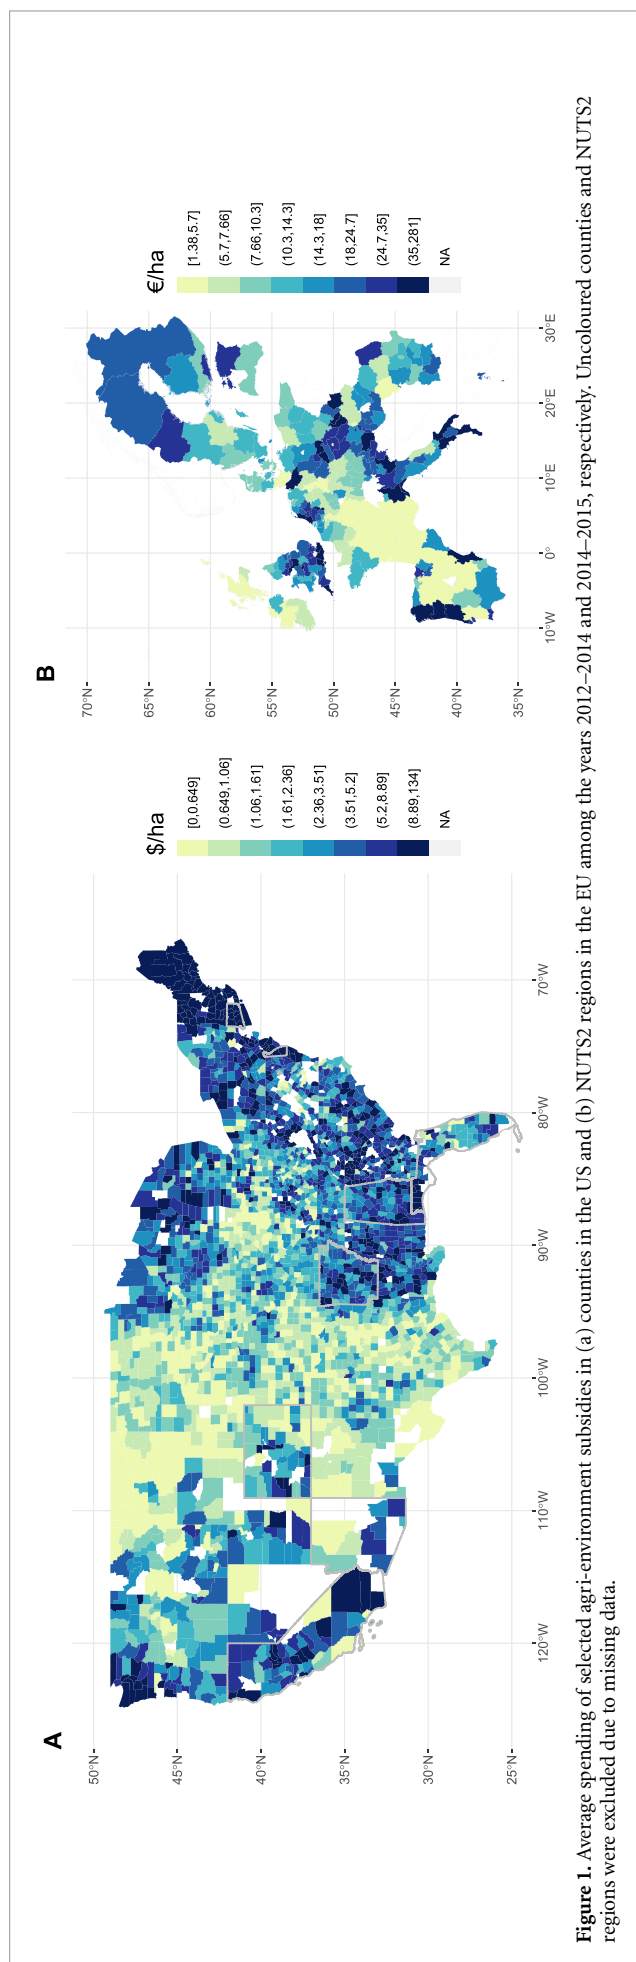 A
50°N
45°N
40°N
35°N
30°N
25°N
120°W
110°W
100°W
90°W
80°W
70°W
$/ha
[0,0.649]
(0.649,1.06]
(1.06,1.61]
(1.61,2.36]
(2.36,3.51]
(3.51,5.2]
(5.2,8.89]
(8.89,134]
NA
B
70°N
65°N
60°N
55°N
50°N
45°N
40°N
35°N
10°W
0°
10°E
20°E
30°E
€/ha
[1.38,5.7]
(5.7,7.66]
(7.66,10.3]
(10.3,14.3]
(14.3,18]
(18,24.7]
(24.7,35]
(35,281]
NA
Figure 1. Average spending of selected agri-environment subsidies in (a) counties in the US and (b) NUTS2 regions in the EU among the years 2012–2014 and 2014–2015, respectively. Uncoloured counties and NUTS2
regions were excluded due to missing data.